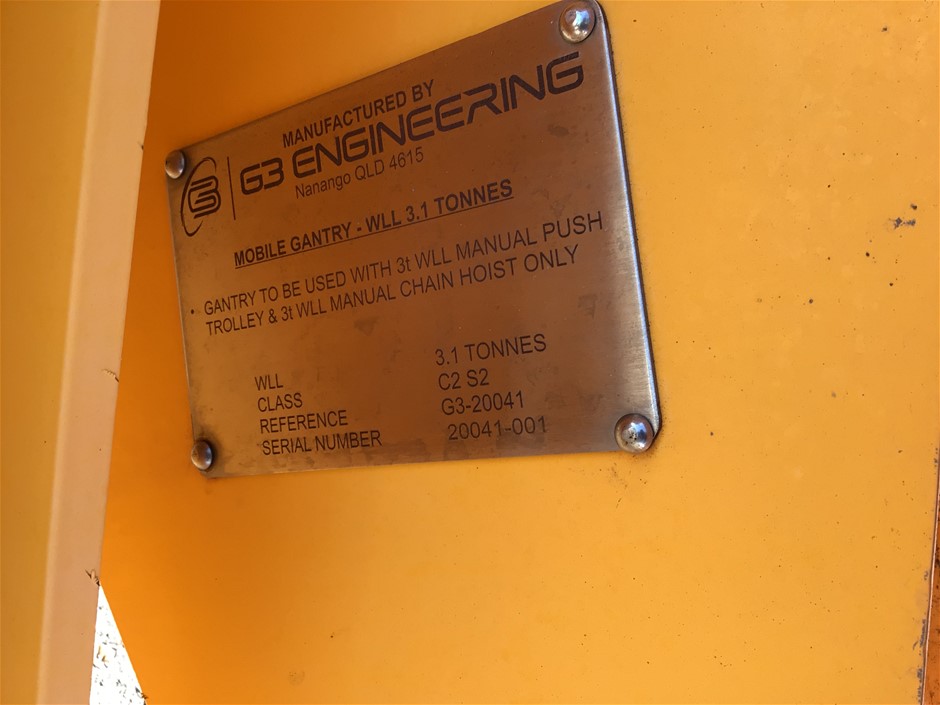 MANUFACTURED BY
G3 ENGINEERING
Nanango QLD 4615
MOBILE GANTRY - WLL 3.1 TONNES
GANTRY TO BE USED WITH 3t WLL MANUAL PUSH
TROLLEY & 3t WLL MANUAL CHAIN HOIST ONLY
WLL 3.1 TONNES
CLASS C2 S2
REFERENCE G3-20041
SERIAL NUMBER 20041-001